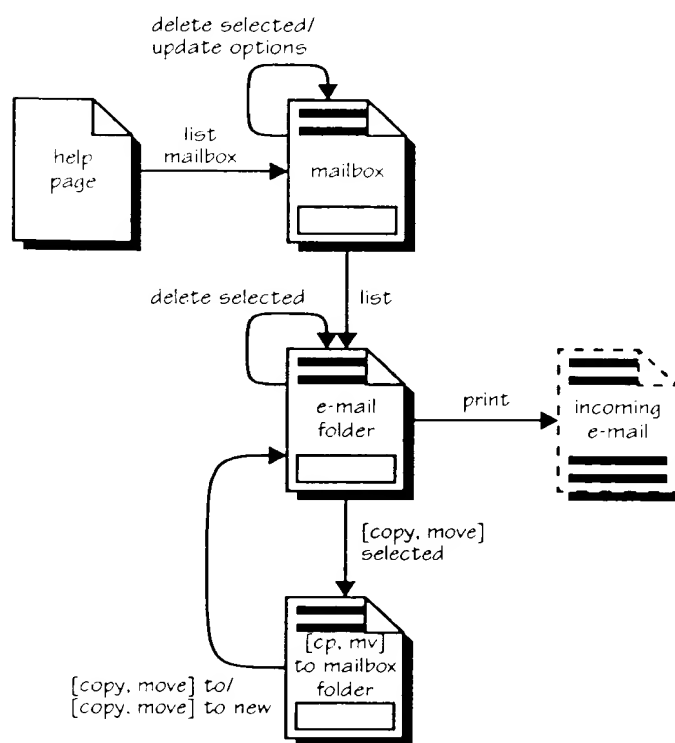 delete selected/
update options
help
page
list
mailbox
mailbox
delete selected
list
e-mail
folder
print
incoming
e-mail
[copy, move]
selected
[cp, mv]
to mailbox
folder
[copy, move] to/
[copy, move] to new